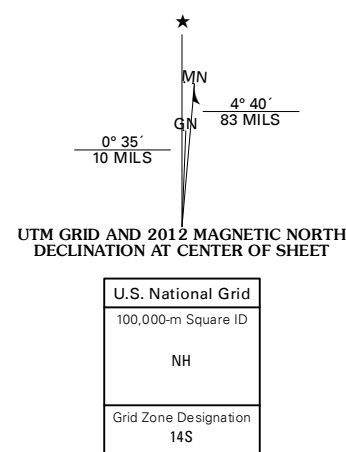 ★
MN
4° 40´
83 MILS
GN
0° 35´
10 MILS
UTM GRID AND 2012 MAGNETIC NORTH
DECLINATION AT CENTER OF SHEET
U.S. National Grid
100,000-m Square ID
NH
Grid Zone Designation
14S